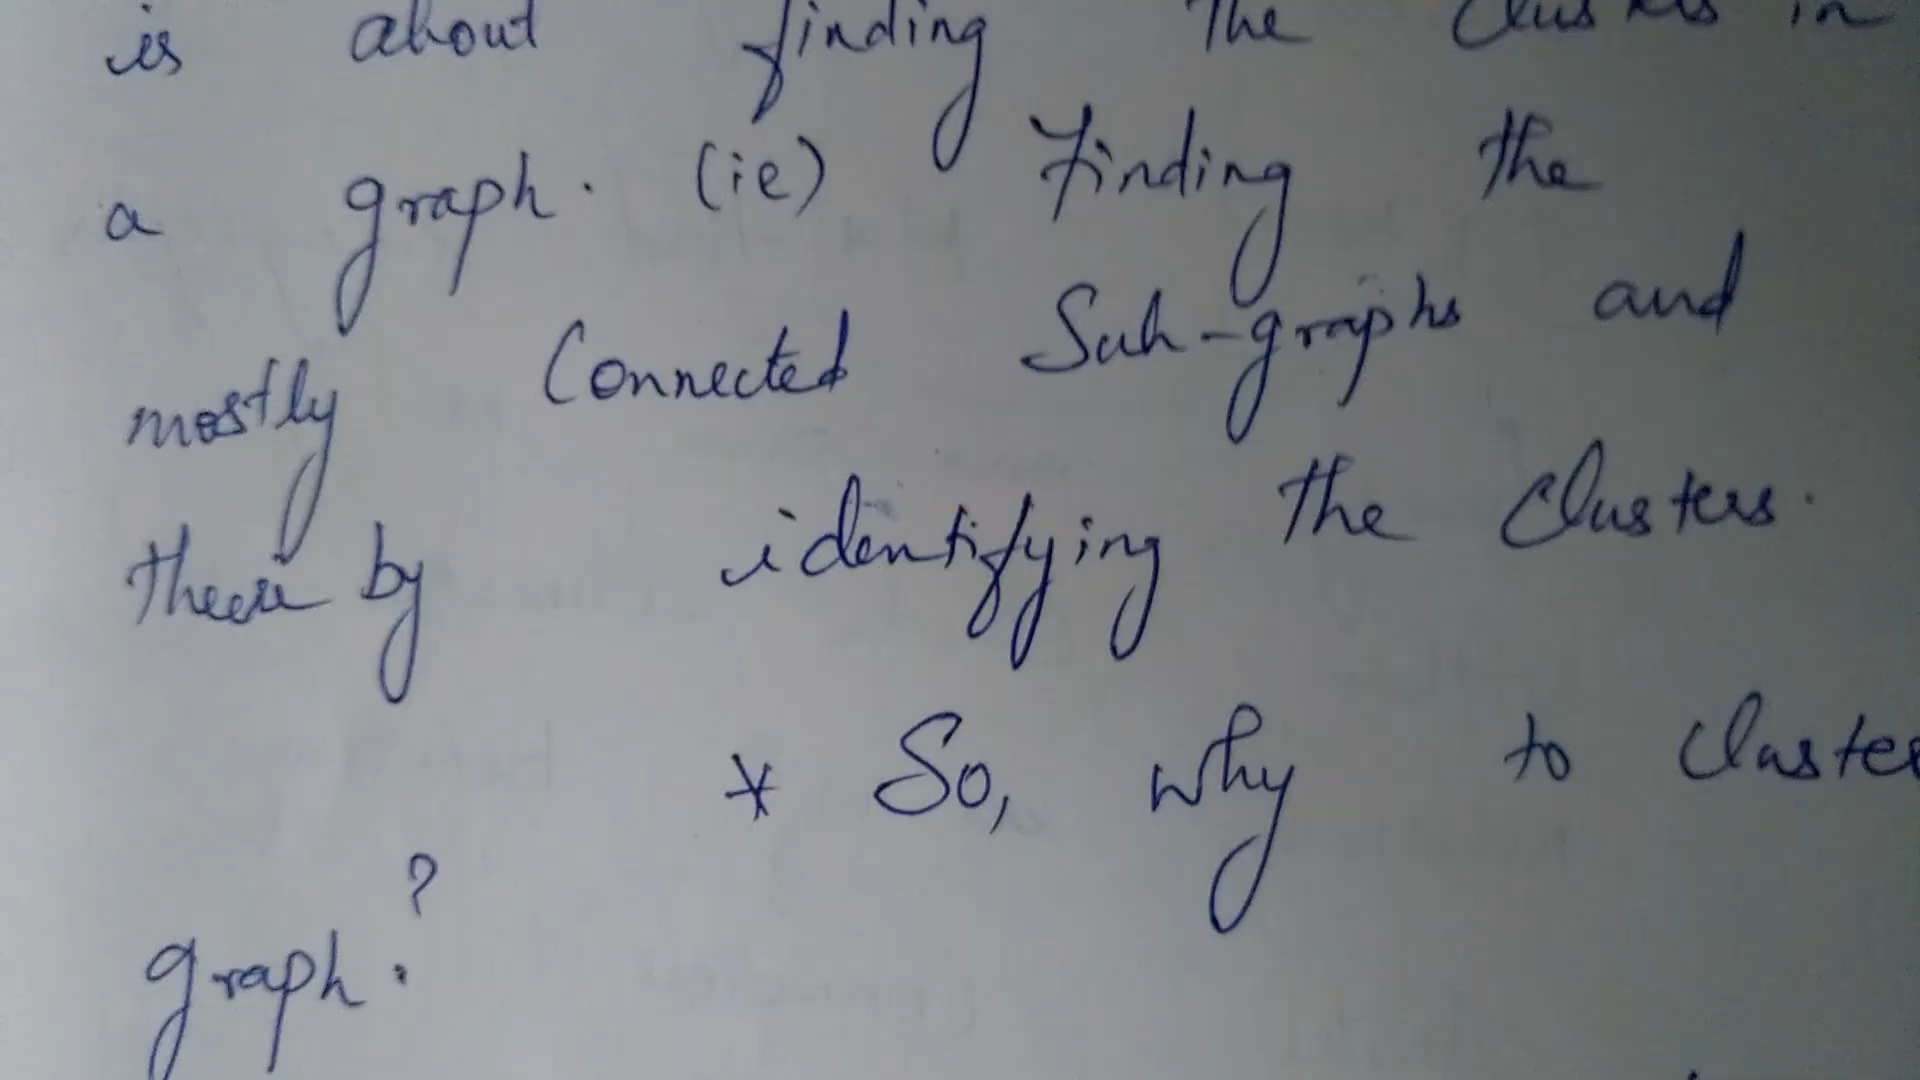 is about finding the clusters in
a graph. (ie) Finding the
mostly Connected Sub-graphs and
there by identifying the clusters.
* So, why to cluster
graph?